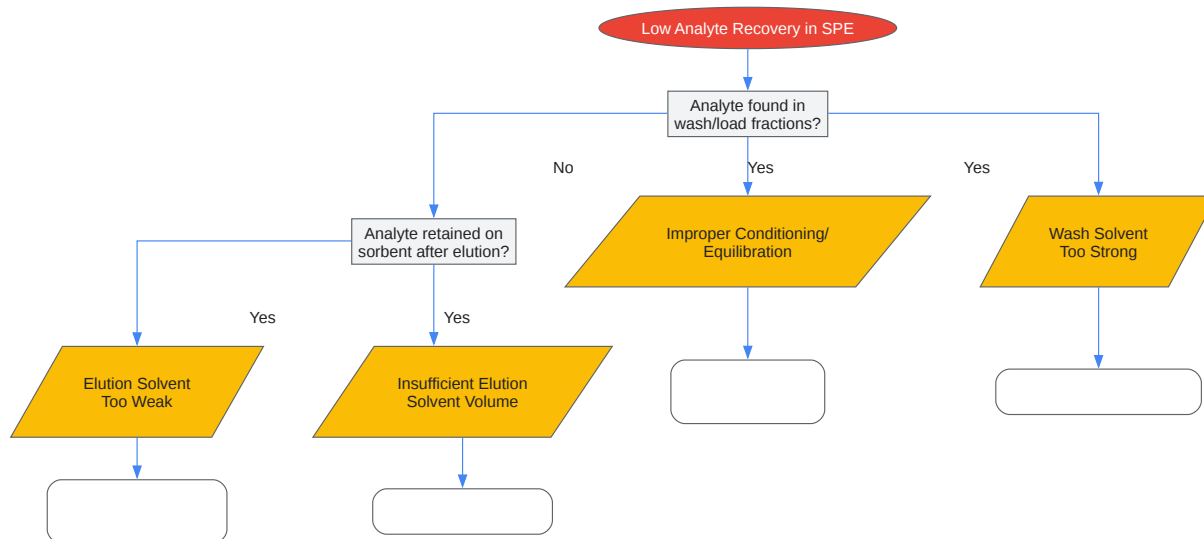 Low Analyte Recovery in SPE
Analyte found in
wash/load fractions?
No
Yes
Yes
Analyte retained on
sorbent after elution?
Improper Conditioning/
Equilibration
Wash Solvent
Too Strong
Yes
Yes
Elution Solvent
Too Weak
Insufficient Elution
Solvent Volume